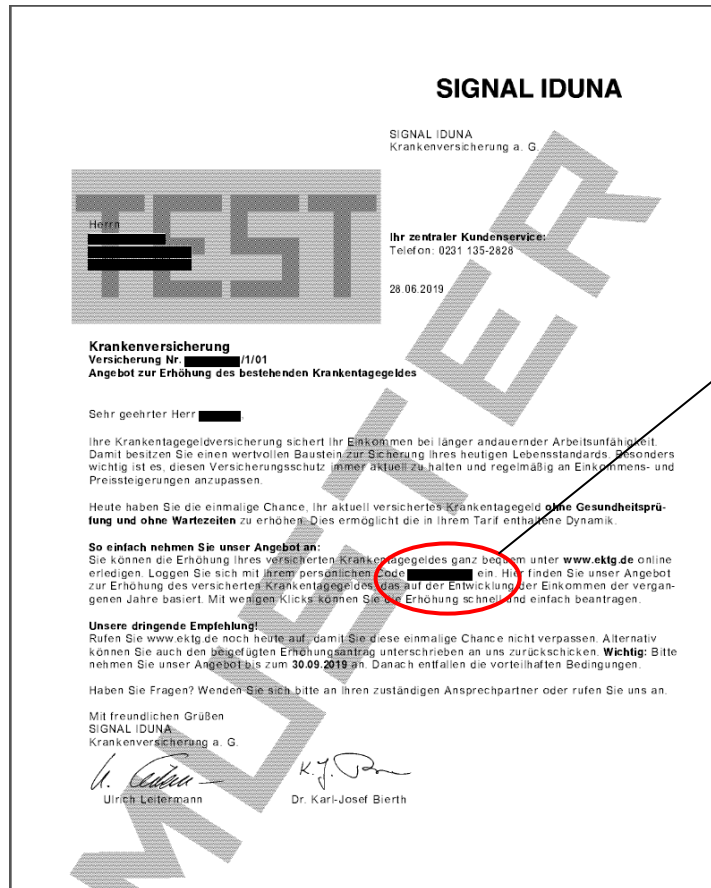 SIGNAL IDUNA
SIGNAL IDUNA
Krankenversicherung a. G.
TEST
Herrn
Ihr zentraler Kundenservice:
Telefon: 0231 135-2828
28.06.2019
Krankenversicherung
Versicherung Nr. /1/01
Angebot zur Erhöhung des bestehenden Krankentagegeldes
Sehr geehrter Herr ,
Ihre Krankentagegeldversicherung sichert Ihr Einkommen bei länger andauernder Arbeitsunfähigkeit.
Damit besitzen Sie einen wertvollen Baustein zur Sicherung Ihres heutigen Lebensstandards. Besonders
wichtig ist es, diesen Versicherungsschutz immer aktuell zu halten und regelmäßig an Einkommens- und
Preissteigerungen anzupassen.
Heute haben Sie die einmalige Chance, Ihr aktuell versichertes Krankentagegeld ohne Gesundheitsprü-
fung und ohne Wartezeiten zu erhöhen. Dies ermöglicht die in Ihrem Tarif enthaltene Dynamik.
So einfach nehmen Sie unser Angebot an:
Sie können die Erhöhung Ihres versicherten Krankentagegeldes ganz bequem unter www.ektg.de online
erledigen. Loggen Sie sich mit Ihrem persönlichen Code ein. Hier finden Sie unser Angebot
zur Erhöhung des versicherten Krankentagegeldes, das auf der Entwicklung der Einkommen der vergan-
genen Jahre basiert. Mit wenigen Klicks können Sie die Erhöhung schnell und einfach beantragen.
Unsere dringende Empfehlung!
Rufen Sie www.ektg.de noch heute auf, damit Sie diese einmalige Chance nicht verpassen. Alternativ
können Sie auch den beigefügten Erhöhungsantrag unterschrieben an uns zurückschicken. Wichtig: Bitte
nehmen Sie unser Angebot bis zum 30.09.2019 an. Danach entfallen die vorteilhaften Bedingungen.
Haben Sie Fragen? Wenden Sie sich bitte an Ihren zuständigen Ansprechpartner oder rufen Sie uns an.
Mit freundlichen Grüßen
SIGNAL IDUNA
Krankenversicherung a. G.
Ulrich Leitermann Dr. Karl-Josef Bierth
MUSTER